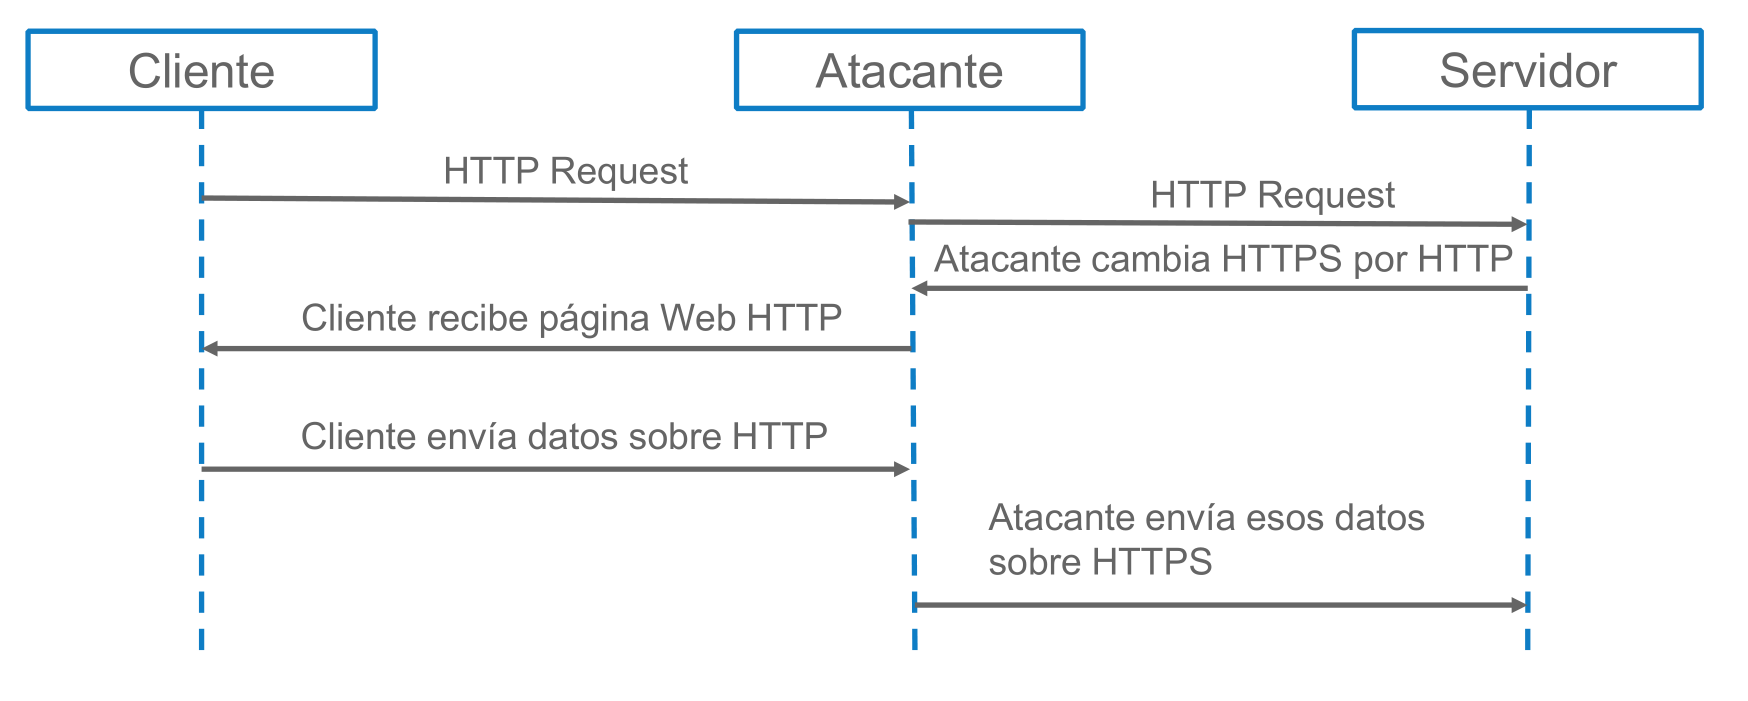 Cliente
Atacante
Servidor
HTTP Request
HTTP Request
Atacante cambia HTTPS por HTTP
Cliente recibe página Web HTTP
Cliente envía datos sobre HTTP
Atacante envía esos datos
sobre HTTPS